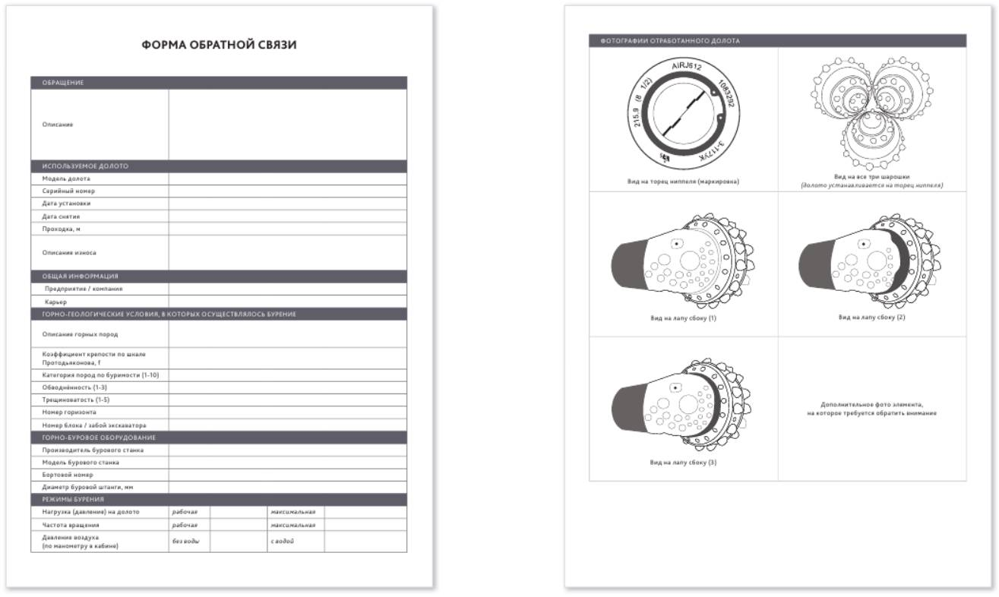 ФОРМА ОБРАТНОЙ СВЯЗИ
ОБРАЩЕНИЕ
Описание
ИСПОЛЬЗУЕМОЕ ДОЛОТО
Модель долота
Серийный номер
Дата установки
Дата снятия
Проходка, м
Описание износа
ОБЩАЯ ИНФОРМАЦИЯ
Предприятие / компания
Карьер
ГОРНО-ГЕОЛОГИЧЕСКИЕ УСЛОВИЯ, В КОТОРЫХ ОСУЩЕСТВЛЯЛОСЬ БУРЕНИЕ
Описание горных пород
Коэффициент крепости по шкале
Протодьяконова, f
Категория пород по буримости (1-10)
Обводнённость (1-3)
Трещиноватость (1-5)
Номер горизонта
Номер блока / забой экскаватора
ГОРНО-БУРОВОЕ ОБОРУДОВАНИЕ
Производитель бурового станка
Модель бурового станка
Бортовой номер
Диаметр буровой штанги, мм
РЕЖИМЫ БУРЕНИЯ
Нагрузка (давление) на долото рабочая максимальная
Частота вращения рабочая максимальная
Давление воздуха
(по манометру в кабине) без воды с водой
ФОТОГРАФИИ ОТРАБОТАННОГО ДОЛОТА
215.9 (8 1/2) AIRJ612 1083292 З-117УК
Вид на торец ниппеля (маркировка)
Вид на все три шарошки
(долото устанавливается на торец ниппеля)
Вид на лапу сбоку (1)
Вид на лапу сбоку (2)
Вид на лапу сбоку (3)
Дополнительное фото элемента,
на которое требуется обратить внимание